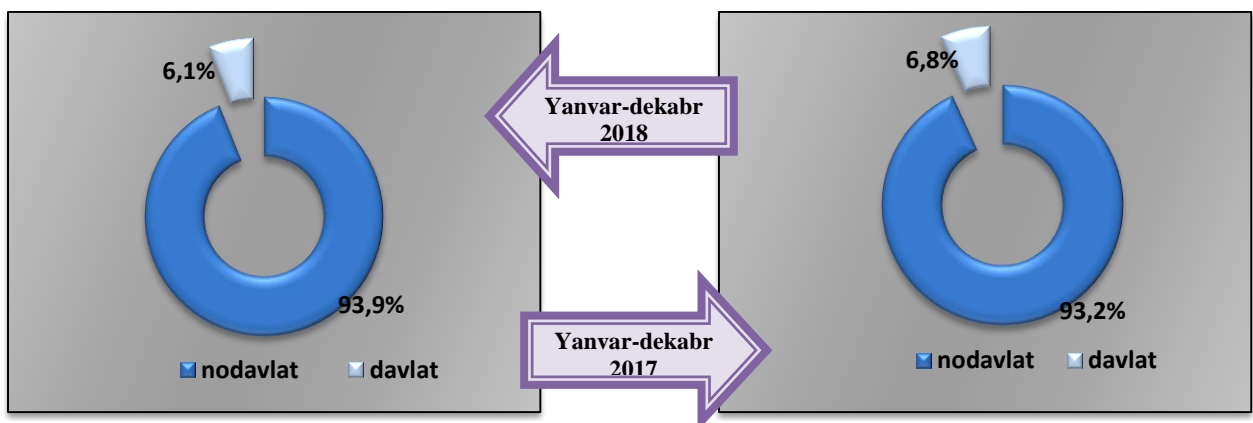 6,1%
93,9%
nodavlat davlat
Yanvar-dekabr
2018
Yanvar-dekabr
2017
6,8%
93,2%
nodavlat davlat